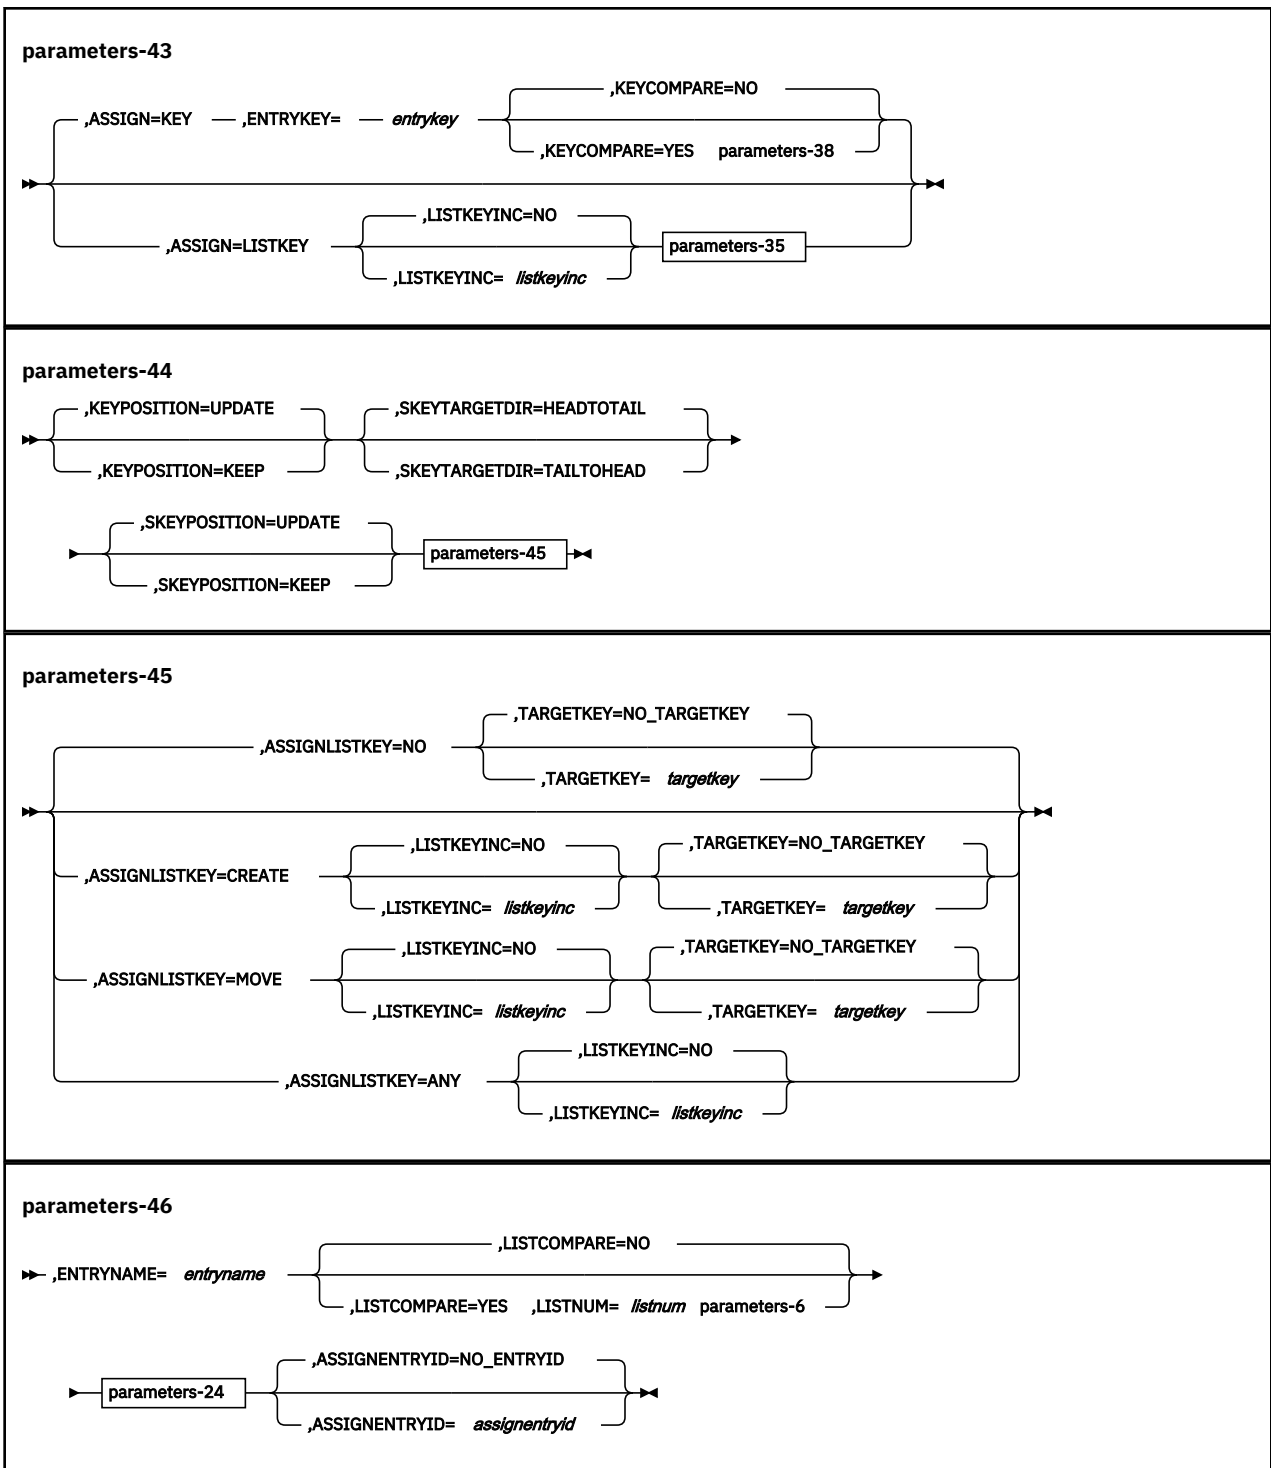 parameters-43
,KEYCOMPARE=NO
,ASSIGN=KEY ,ENTRYKEY= entrykey
,KEYCOMPARE=YES parameters-38
,LISTKEYINC=NO
,ASSIGN=LISTKEY parameters-35
,LISTKEYINC= listkeyinc
parameters-44
,KEYPOSITION=UPDATE ,SKEYTARGETDIR=HEADTOTAIL
,KEYPOSITION=KEEP ,SKEYTARGETDIR=TAILTOHEAD
,SKEYPOSITION=UPDATE
parameters-45
,SKEYPOSITION=KEEP
parameters-45
,TARGETKEY=NO_TARGETKEY
,ASSIGNLISTKEY=NO
,TARGETKEY= targetkey
,LISTKEYINC=NO ,TARGETKEY=NO_TARGETKEY
,ASSIGNLISTKEY=CREATE
,LISTKEYINC= listkeyinc ,TARGETKEY= targetkey
,LISTKEYINC=NO ,TARGETKEY=NO_TARGETKEY
,ASSIGNLISTKEY=MOVE
,LISTKEYINC= listkeyinc ,TARGETKEY= targetkey
,LISTKEYINC=NO
,ASSIGNLISTKEY=ANY
,LISTKEYINC= listkeyinc
parameters-46
,LISTCOMPARE=NO
,ENTRYNAME= entryname
,LISTCOMPARE=YES ,LISTNUM= listnum parameters-6
,ASSIGNENTRYID=NO_ENTRYID
parameters-24
,ASSIGNENTRYID= assignentryid